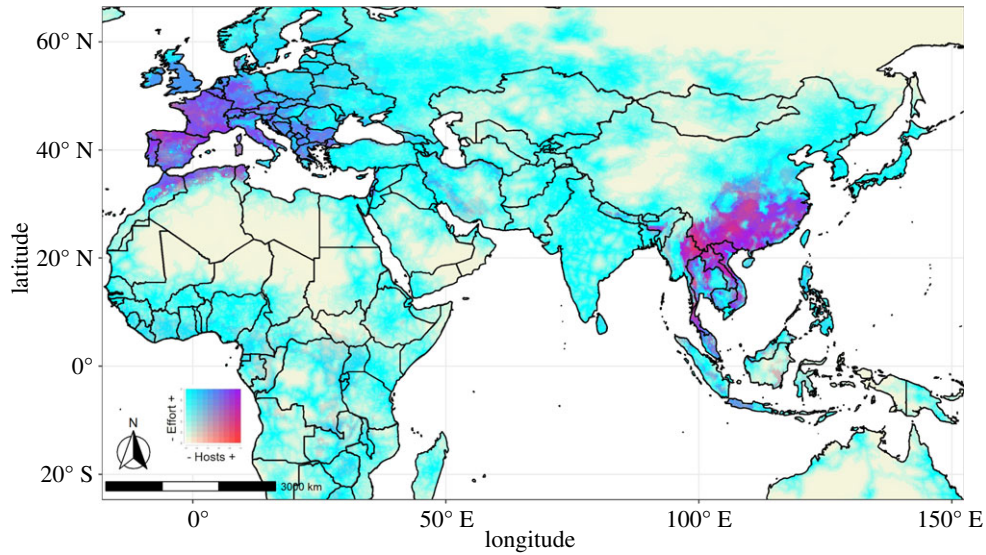 60° N
40° N
20° N
0°
20° S
latitude
- Effort +
- Hosts +
N
3000 km
0°
50° E
100° E
150° E
longitude